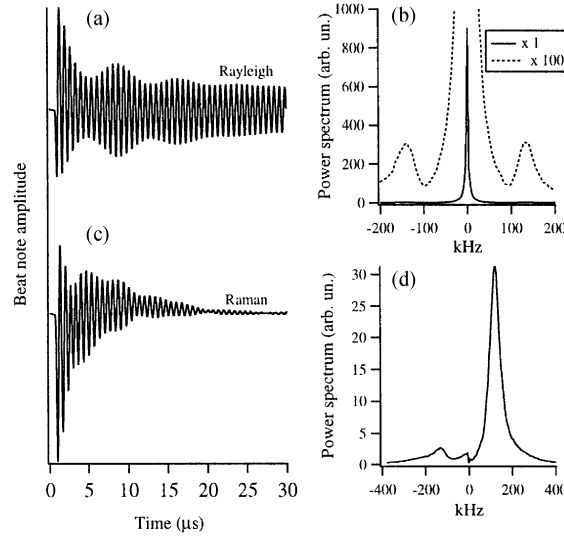 (a)
Rayleigh
Beat note amplitude
(c)
Raman
0 5 10 15 20 25 30
Time (μs)
(b)
x 1
x 100
Power spectrum (arb. un.)
1000
800
600
400
200
0
-200 -100 0 100 200
kHz
(d)
Power spectrum (arb. un.)
30
25
20
15
10
5
0
-400 -200 0 200 400
kHz